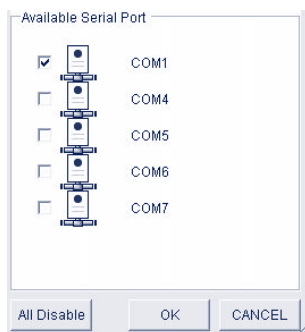 Available Serial Port
COM1
COM4
COM5
COM6
COM7
All Disable OK CANCEL